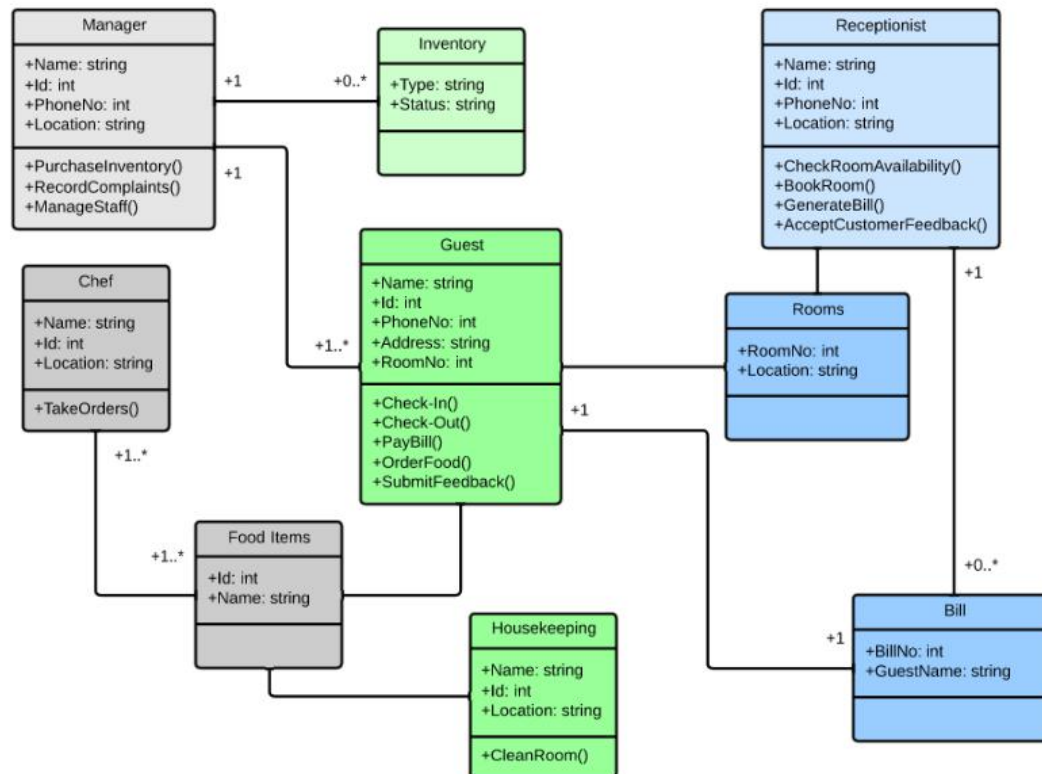 Manager
+Name: string
+Id: int
+PhoneNo: int
+Location: string
+PurchaseInventory()
+RecordComplaints()
+ManageStaff()
+1
+0..*
Inventory
+Type: string
+Status: string
Receptionist
+Name: string
+Id: int
+PhoneNo: int
+Location: string
+CheckRoomAvailability()
+BookRoom()
+GenerateBill()
+AcceptCustomerFeedback()
+1
+1..*
Guest
+Name: string
+Id: int
+PhoneNo: int
+Address: string
+RoomNo: int
+Check-In()
+Check-Out()
+PayBill()
+OrderFood()
+SubmitFeedback()
Chef
+Name: string
+Id: int
+Location: string
+TakeOrders()
+1..*
+1..*
Rooms
+RoomNo: int
+Location: string
+1
+1
Food Items
+Id: int
+Name: string
Housekeeping
+Name: string
+Id: int
+Location: string
+CleanRoom()
+0..*
+1
Bill
+BillNo: int
+GuestName: string